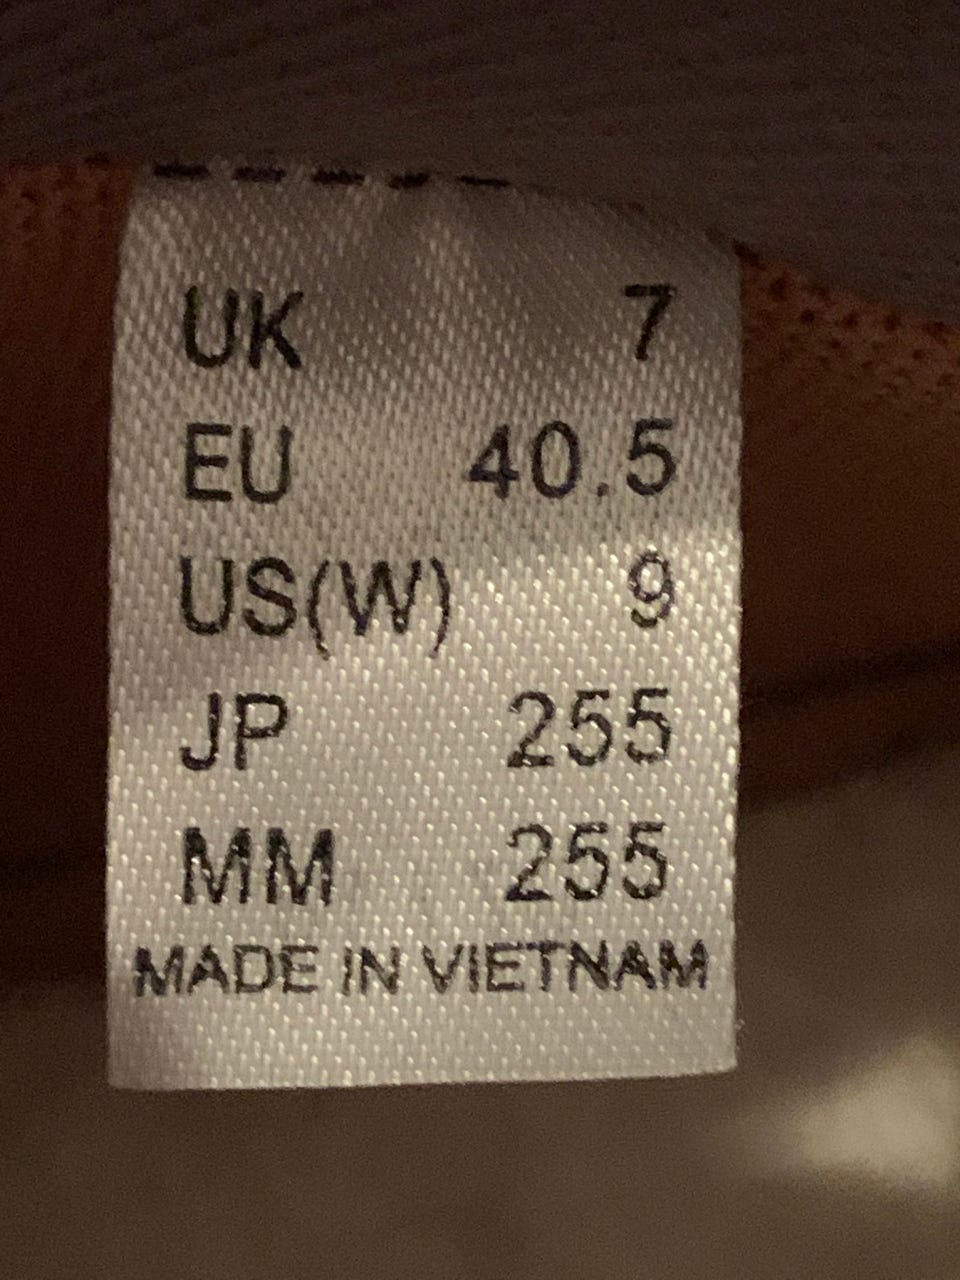 UK 7
EU 40.5
US(W) 9
JP 255
MM 255
MADE IN VIETNAM